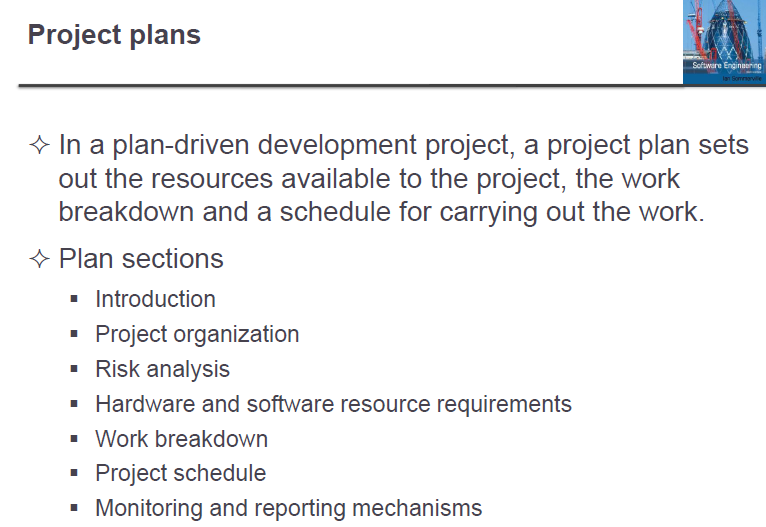 Project plans
Software Engineering
Ian Sommerville
✧ In a plan-driven development project, a project plan sets
out the resources available to the project, the work
breakdown and a schedule for carrying out the work.
✧ Plan sections
▪ Introduction
▪ Project organization
▪ Risk analysis
▪ Hardware and software resource requirements
▪ Work breakdown
▪ Project schedule
▪ Monitoring and reporting mechanisms